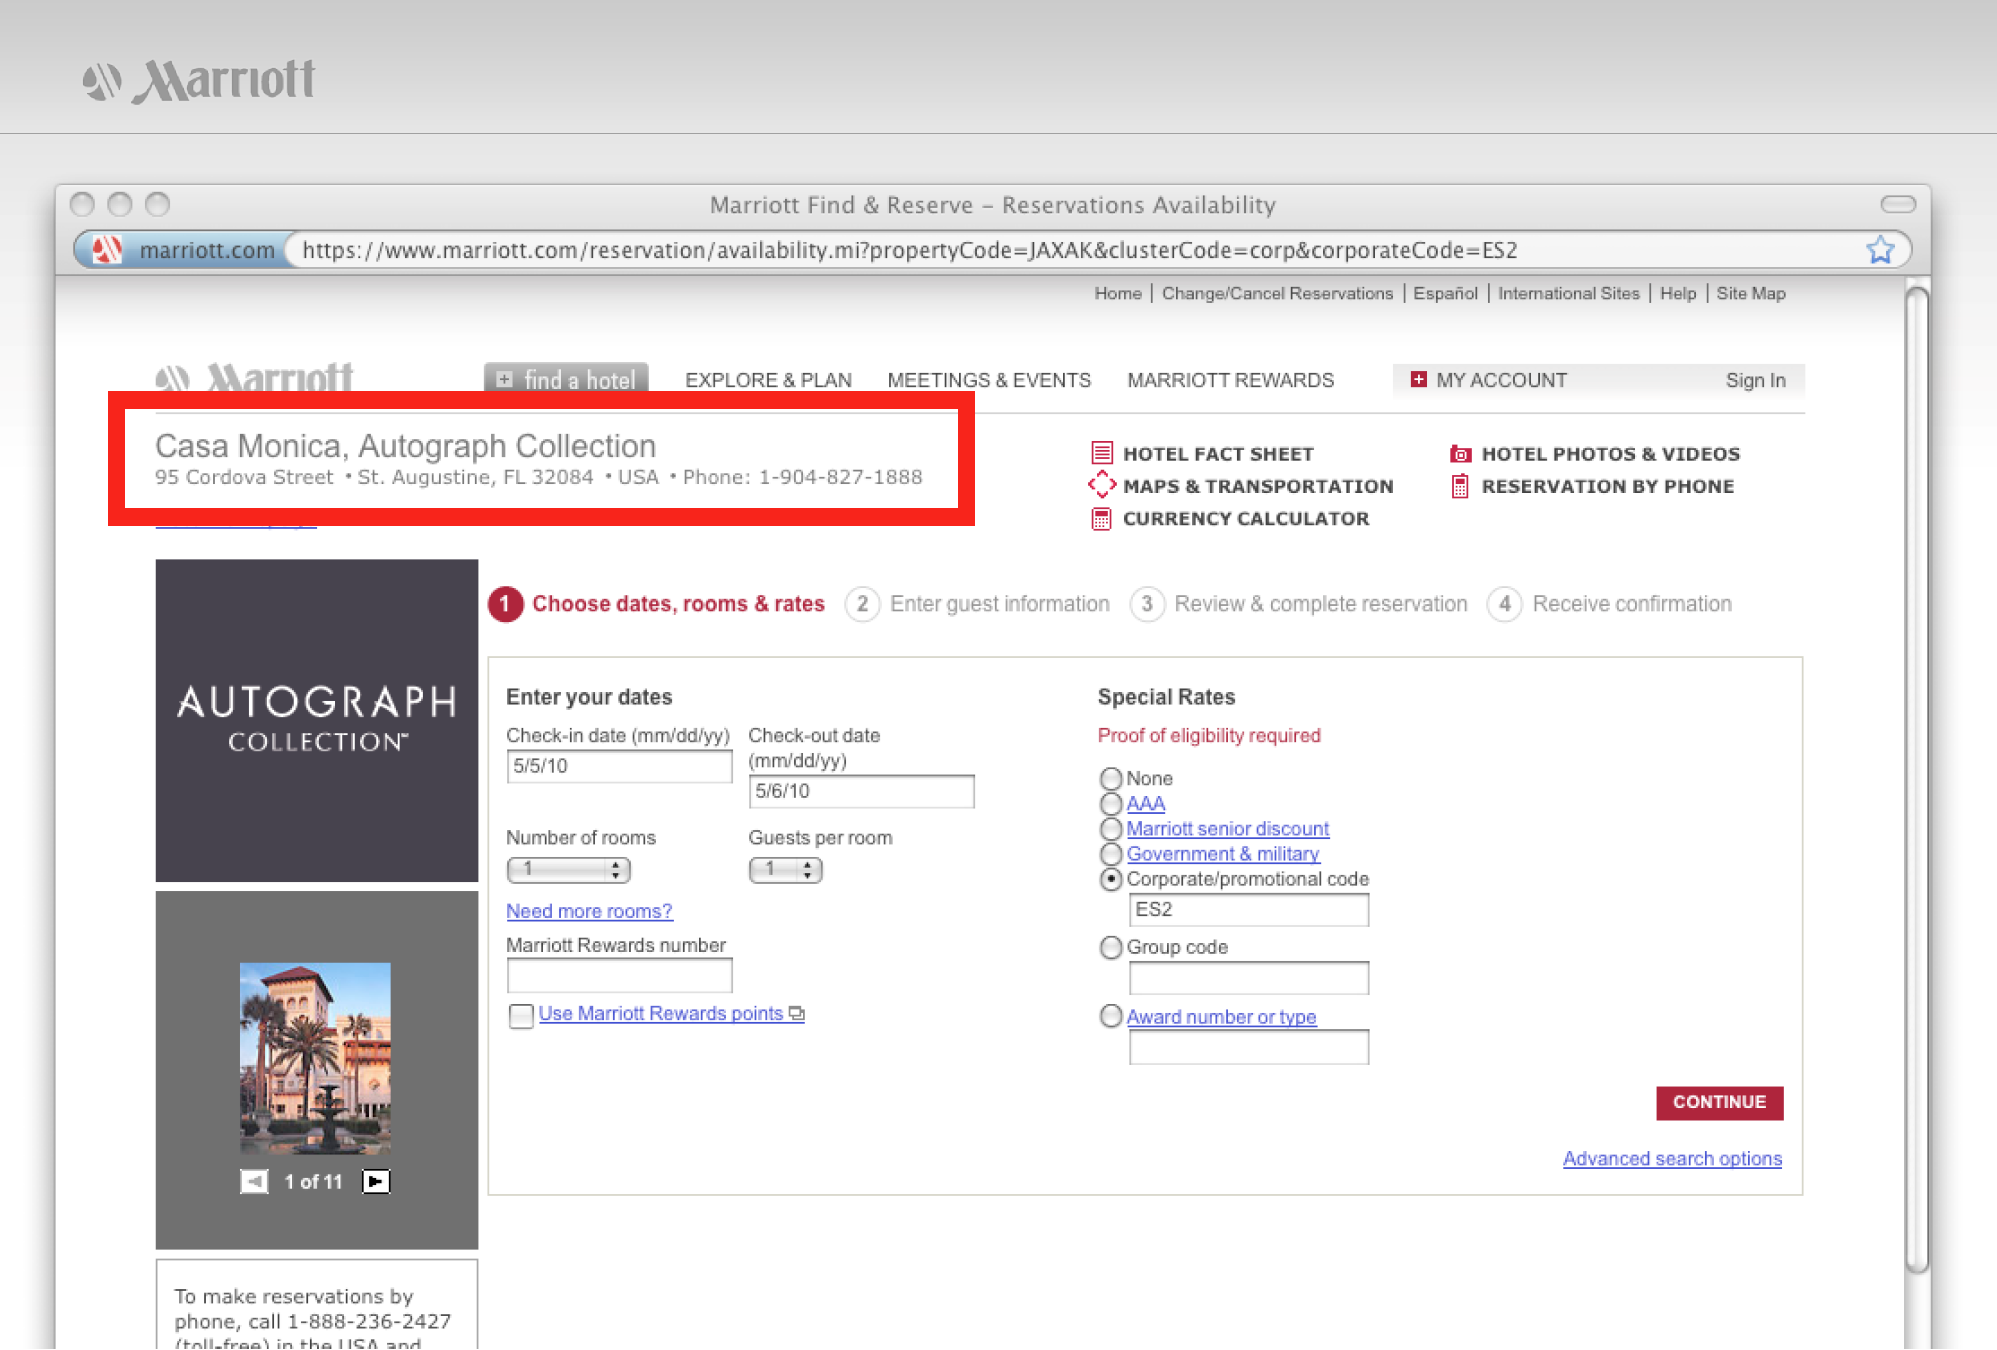 Marriott
Marriott Find & Reserve – Reservations Availability
marriott.com https://www.marriott.com/reservation/availability.mi?propertyCode=JAXAK&clusterCode=corp&corporateCode=ES2
Home | Change/Cancel Reservations | Español | International Sites | Help | Site Map
Marriott find a hotel EXPLORE & PLAN MEETINGS & EVENTS MARRIOTT REWARDS MY ACCOUNT Sign In
Casa Monica, Autograph Collection
95 Cordova Street • St. Augustine, FL 32084 • USA • Phone: 1-904-827-1888
HOTEL FACT SHEET
MAPS & TRANSPORTATION
CURRENCY CALCULATOR
HOTEL PHOTOS & VIDEOS
RESERVATION BY PHONE
AUTOGRAPH
COLLECTION™
1 of 11
To make reservations by
phone, call 1-888-236-2427
(toll-free) in the USA and
1 Choose dates, rooms & rates 2 Enter guest information 3 Review & complete reservation 4 Receive confirmation
Enter your dates
Check-in date (mm/dd/yy)
5/5/10
Check-out date
(mm/dd/yy)
5/6/10
Number of rooms
1
Guests per room
1
Need more rooms?
Marriott Rewards number
Use Marriott Rewards points
Special Rates
Proof of eligibility required
None
AAA
Marriott senior discount
Government & military
Corporate/promotional code
ES2
Group code
Award number or type
CONTINUE
Advanced search options